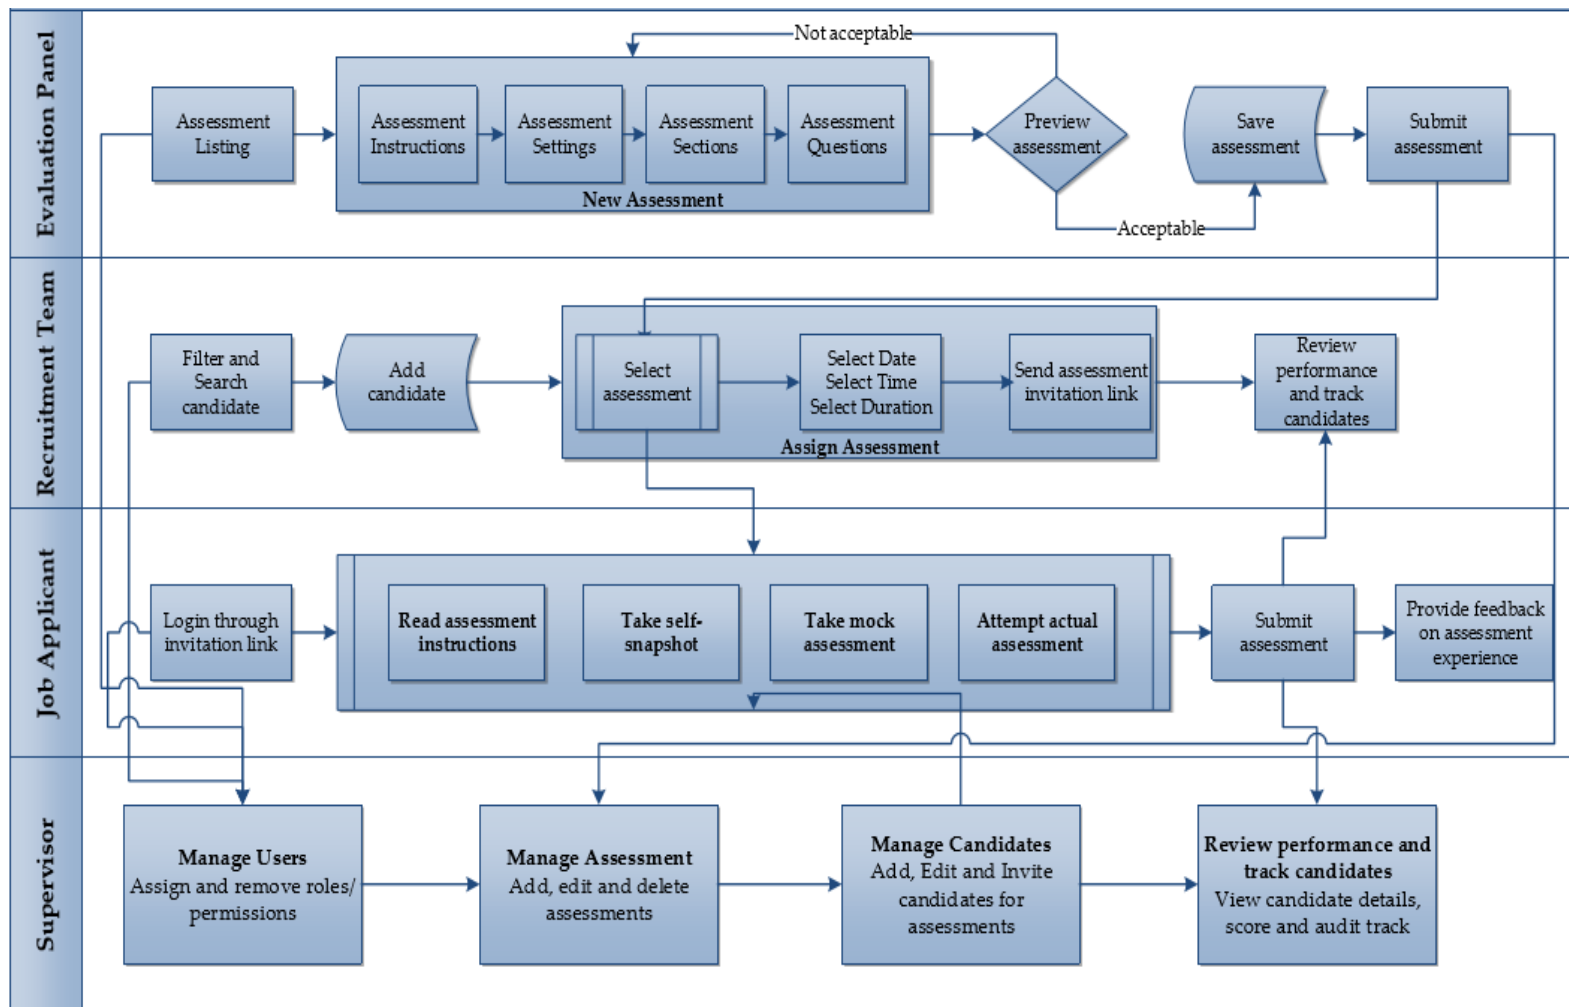 Evaluation Panel
Not acceptable
Assessment
Listing
Assessment
Instructions
Assessment
Settings
Assessment
Sections
Assessment
Questions
New Assessment
Preview
assessment
Acceptable
Save
assessment
Submit
assessment
Recruitment Team
Filter and
Search
candidate
Add
candidate
Select
assessment
Select Date
Select Time
Select Duration
Send assessment
invitation link
Assign Assessment
Review
performance
and track
candidates
Job Applicant
Login through
invitation link
Read assessment
instructions
Take self-
snapshot
Take mock
assessment
Attempt actual
assessment
Submit
assessment
Provide feedback
on assessment
experience
Supervisor
Manage Users
Assign and remove roles/
permissions
Manage Assessment
Add, edit and delete
assessments
Manage Candidates
Add, Edit and Invite
candidates for
assessments
Review performance and
track candidates
View candidate details,
score and audit track